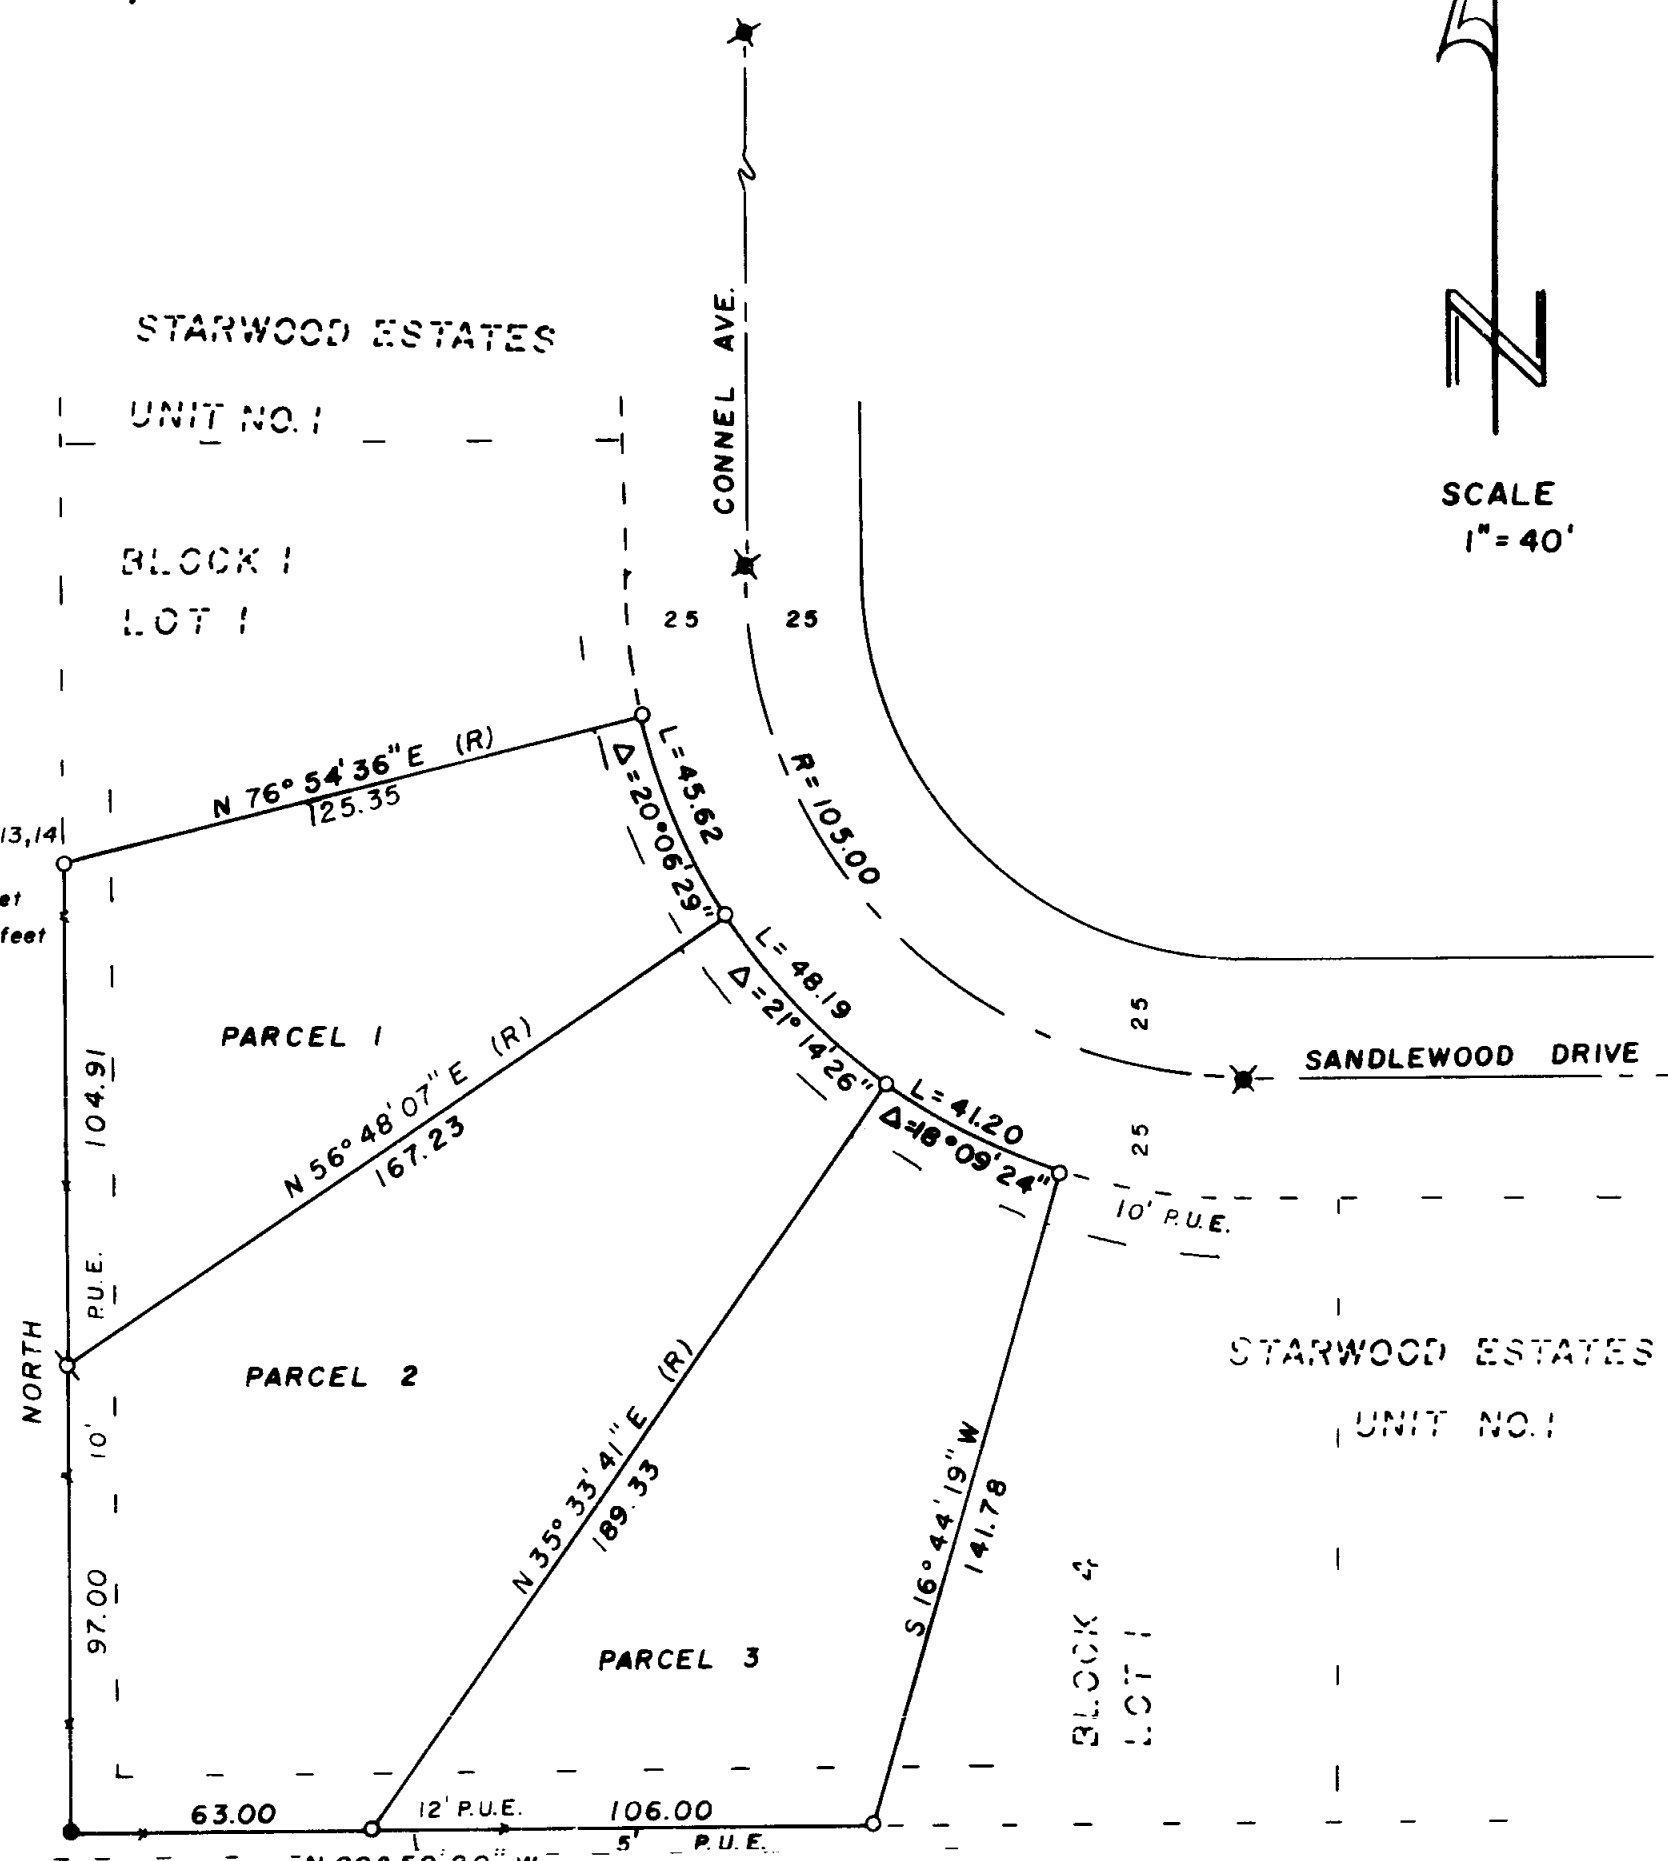 STARWOOD ESTATES
UNIT NO. 1
BLOCK 1
LOT 1
CONNEL AVE.
25
25
N
SCALE
1" = 40'
N 76° 54' 36" E (R)
125.35
13,14
et
feet
L = 45.62
Δ = 20° 06' 29"
R = 105.00
L = 48.19
Δ = 21° 14' 26"
L = 41.20
Δ = 18° 09' 24"
25
SANDLEWOOD DRIVE
25
10' P.U.E.
PARCEL 1
104.91
N 56° 48' 07" E (R)
167.23
P.U.E.
NORTH
10'
97.00
PARCEL 2
N 35° 33' 41" E (R)
189.33
S 16° 44' 19" W
141.78
STARWOOD ESTATES
UNIT NO. 1
BLOCK 4
LOT 1
PARCEL 3
63.00
12' P.U.E.
106.00
5' P.U.E.